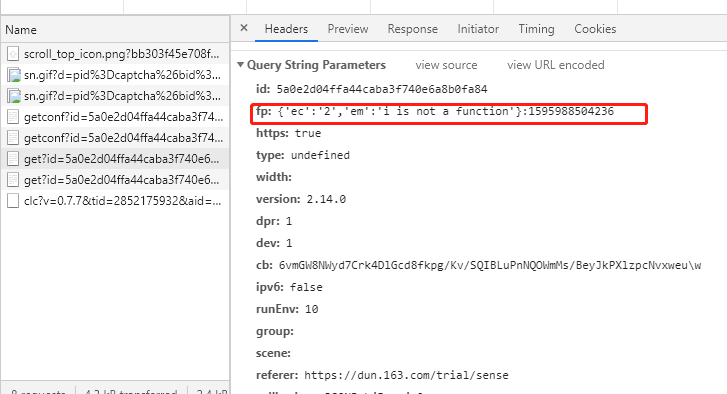 Name
× Headers Preview Response Initiator Timing Cookies
scroll_top_icon.png?bb303f45e708f...
sn.gif?d=pid%3Dcaptcha%26bid%3...
sn.gif?d=pid%3Dcaptcha%26bid%3...
getconf?id=5a0e2d04ffa44caba3f7...
getconf?id=5a0e2d04ffa44caba3f7...
get?id=5a0e2d04ffa44caba3f740e6...
get?id=5a0e2d04ffa44caba3f740e6...
clc?v=0.7.7&tid=2852175932&aid=...
▼ Query String Parameters view source view URL encoded
id: 5a0e2d04ffa44caba3f740e6a8b0fa84
fp: {'ec':'2','em':'i is not a function'}:1595988504236
https: true
type: undefined
width:
version: 2.14.0
dpr: 1
dev: 1
cb: 6vmGW8NWyd7Crk4DlGcd8fkpg/Kv/SQIBLuPnNQOWmMs/BeyJkPXlzpcNvxweu\w
ipv6: false
runEnv: 10
group:
scene:
referer: https://dun.163.com/trial/sense